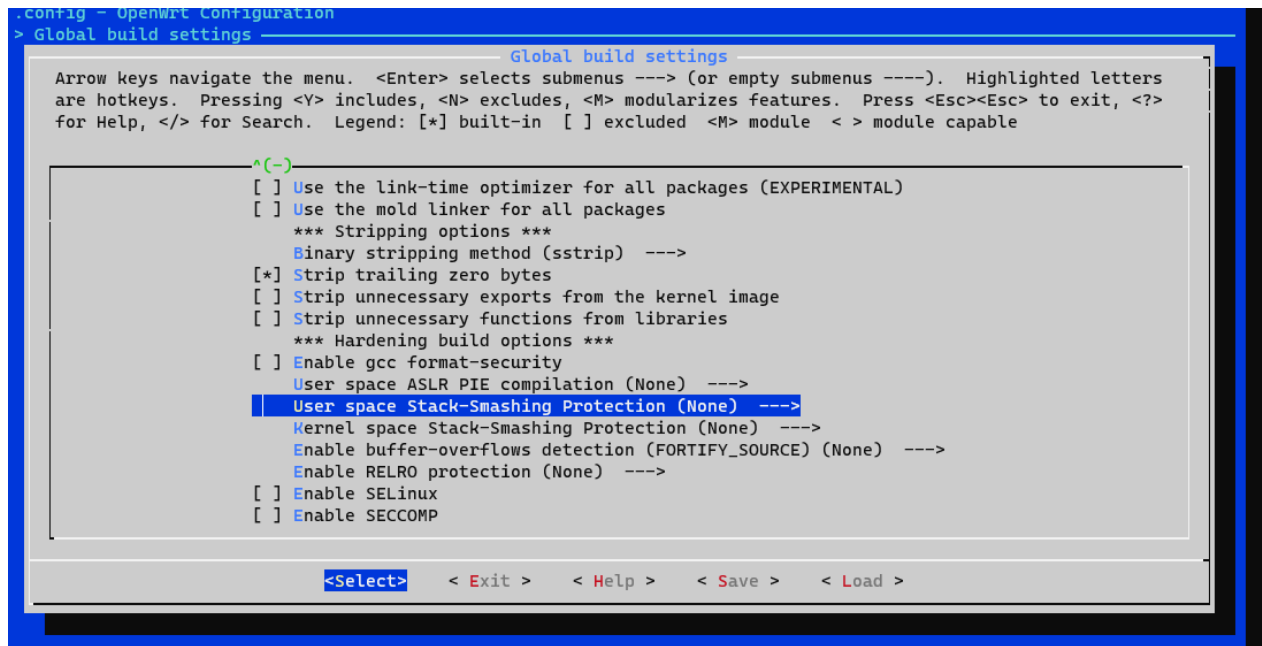 .config - OpenWrt Configuration
> Global build settings
Global build settings
Arrow keys navigate the menu.  <Enter> selects submenus ---> (or empty submenus ----).  Highlighted letters
are hotkeys.  Pressing <Y> includes, <N> excludes, <M> modularizes features.  Press <Esc><Esc> to exit, <?>
for Help, </> for Search.  Legend: [*] built-in  [ ] excluded  <M> module  < > module capable
^(-)
[ ] Use the link-time optimizer for all packages (EXPERIMENTAL)
[ ] Use the mold linker for all packages
*** Stripping options ***
Binary stripping method (sstrip)  --->
[*] Strip trailing zero bytes
[ ] Strip unnecessary exports from the kernel image
[ ] Strip unnecessary functions from libraries
*** Hardening build options ***
[ ] Enable gcc format-security
User space ASLR PIE compilation (None)  --->
User space Stack-Smashing Protection (None)  --->
Kernel space Stack-Smashing Protection (None)  --->
Enable buffer-overflows detection (FORTIFY_SOURCE) (None)  --->
Enable RELRO protection (None)  --->
[ ] Enable SELinux
[ ] Enable SECCOMP
<Select>    < Exit >    < Help >    < Save >    < Load >